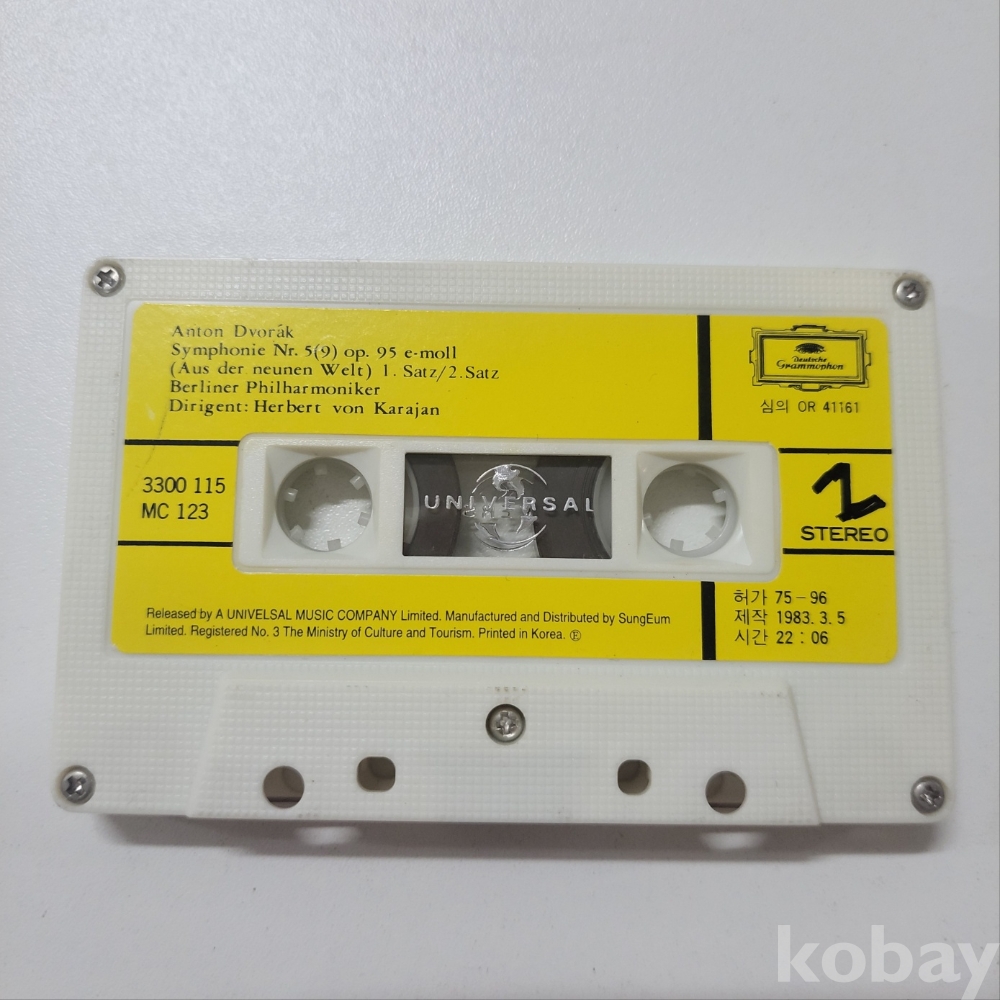 Anton Dvořák
Symphonie Nr. 5(9) op. 95 e-moll
(Aus der neunen Welt) 1. Satz/2. Satz
Berliner Philharmoniker
Dirigent: Herbert von Karajan
Deutsche
Grammophon
심의 OR 41161
3300 115
MC 123
UNIVERSAL
2
STEREO
Released by A UNIVELSAL MUSIC COMPANY Limited. Manufactured and Distributed by SungEum
Limited. Registered No. 3 The Ministry of Culture and Tourism. Printed in Korea. Ⓔ
허가 75-96
제작 1983. 3. 5
시간 22 : 06
kobay